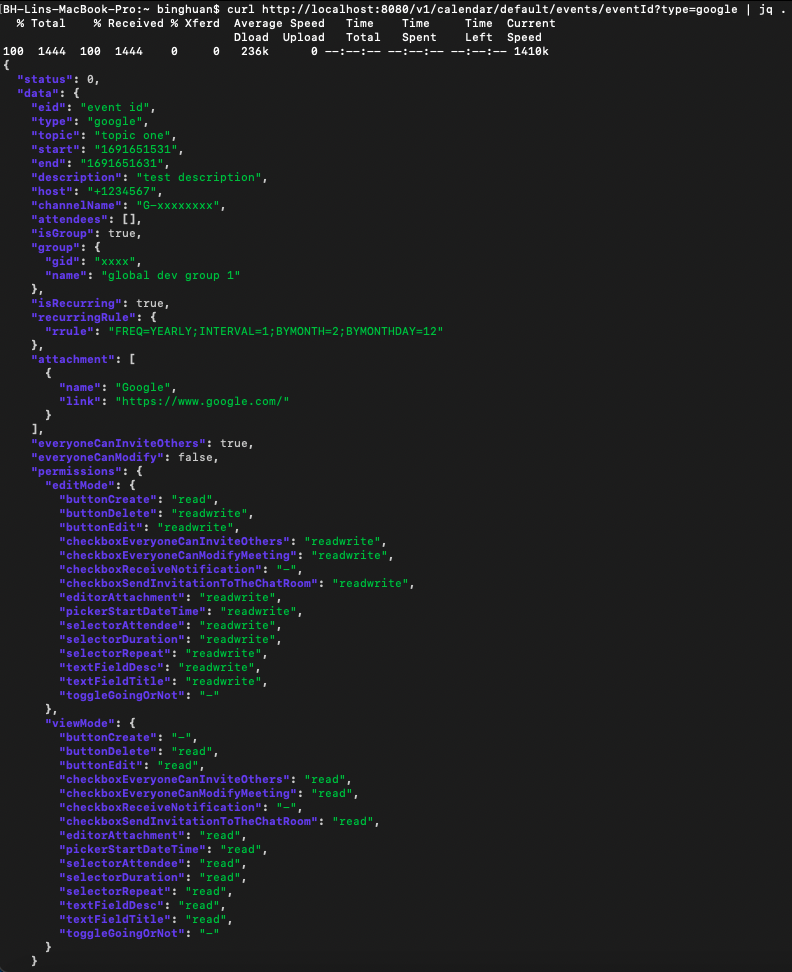 [BH-Lins-MacBook-Pro:~ binghuan$ curl http://localhost:8080/v1/calendar/default/events/eventId?type=google | jq .
  % Total    % Received % Xferd  Average Speed   Time    Time     Time  Current
                                 Dload  Upload   Total   Spent    Left  Speed
100  1444  100  1444    0     0   236k      0 --:--:-- --:--:-- --:--:-- 1410k
{
  "status": 0,
  "data": {
    "eid": "event id",
    "type": "google",
    "topic": "topic one",
    "start": "1691651531",
    "end": "1691651631",
    "description": "test description",
    "host": "+1234567",
    "channelName": "G-xxxxxxxx",
    "attendees": [],
    "isGroup": true,
    "group": {
      "gid": "xxxx",
      "name": "global dev group 1"
    },
    "isRecurring": true,
    "recurringRule": {
      "rrule": "FREQ=YEARLY;INTERVAL=1;BYMONTH=2;BYMONTHDAY=12"
    },
    "attachment": [
      {
        "name": "Google",
        "link": "https://www.google.com/"
      }
    ],
    "everyoneCanInviteOthers": true,
    "everyoneCanModify": false,
    "permissions": {
      "editMode": {
        "buttonCreate": "read",
        "buttonDelete": "readwrite",
        "buttonEdit": "readwrite",
        "checkboxEveryoneCanInviteOthers": "readwrite",
        "checkboxEveryoneCanModifyMeeting": "readwrite",
        "checkboxReceiveNotification": "-",
        "checkboxSendInvitationToTheChatRoom": "readwrite",
        "editorAttachment": "readwrite",
        "pickerStartDateTime": "readwrite",
        "selectorAttendee": "readwrite",
        "selectorDuration": "readwrite",
        "selectorRepeat": "readwrite",
        "textFieldDesc": "readwrite",
        "textFieldTitle": "readwrite",
        "toggleGoingOrNot": "-"
      },
      "viewMode": {
        "buttonCreate": "-",
        "buttonDelete": "read",
        "buttonEdit": "read",
        "checkboxEveryoneCanInviteOthers": "read",
        "checkboxEveryoneCanModifyMeeting": "read",
        "checkboxReceiveNotification": "-",
        "checkboxSendInvitationToTheChatRoom": "read",
        "editorAttachment": "read",
        "pickerStartDateTime": "read",
        "selectorAttendee": "read",
        "selectorDuration": "read",
        "selectorRepeat": "read",
        "textFieldDesc": "read",
        "textFieldTitle": "read",
        "toggleGoingOrNot": "-"
      }
    }